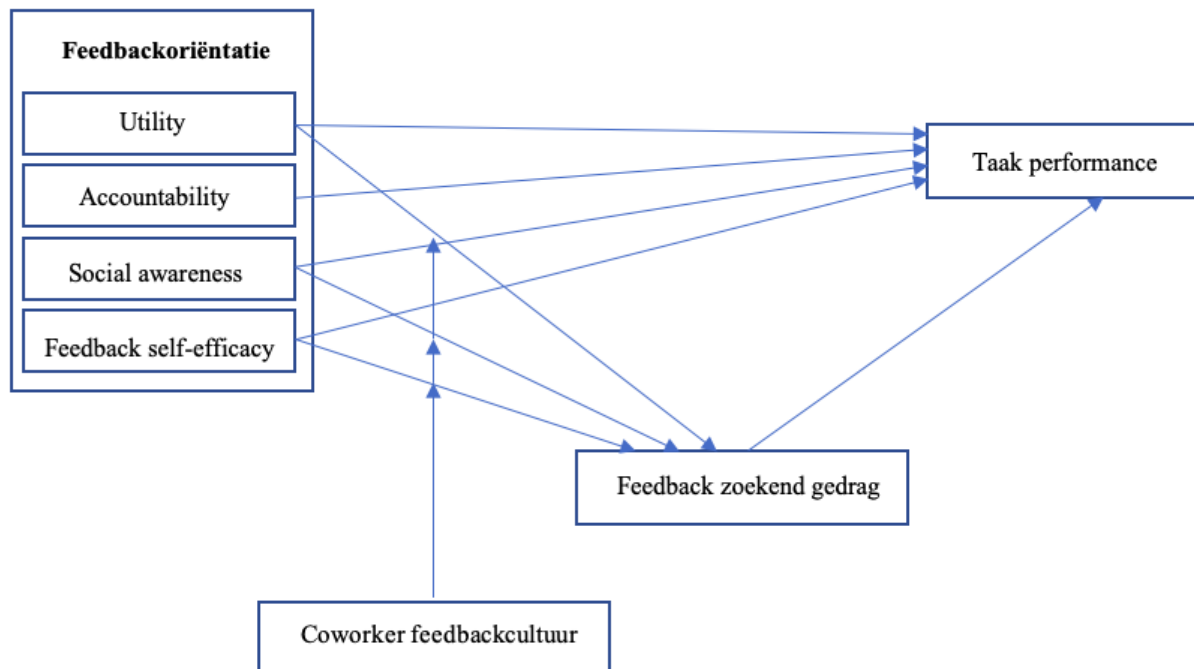 Feedbackoriëntatie
Utility
Accountability
Social awareness
Feedback self-efficacy
Taak performance
Feedback zoekend gedrag
Coworker feedbackcultuur